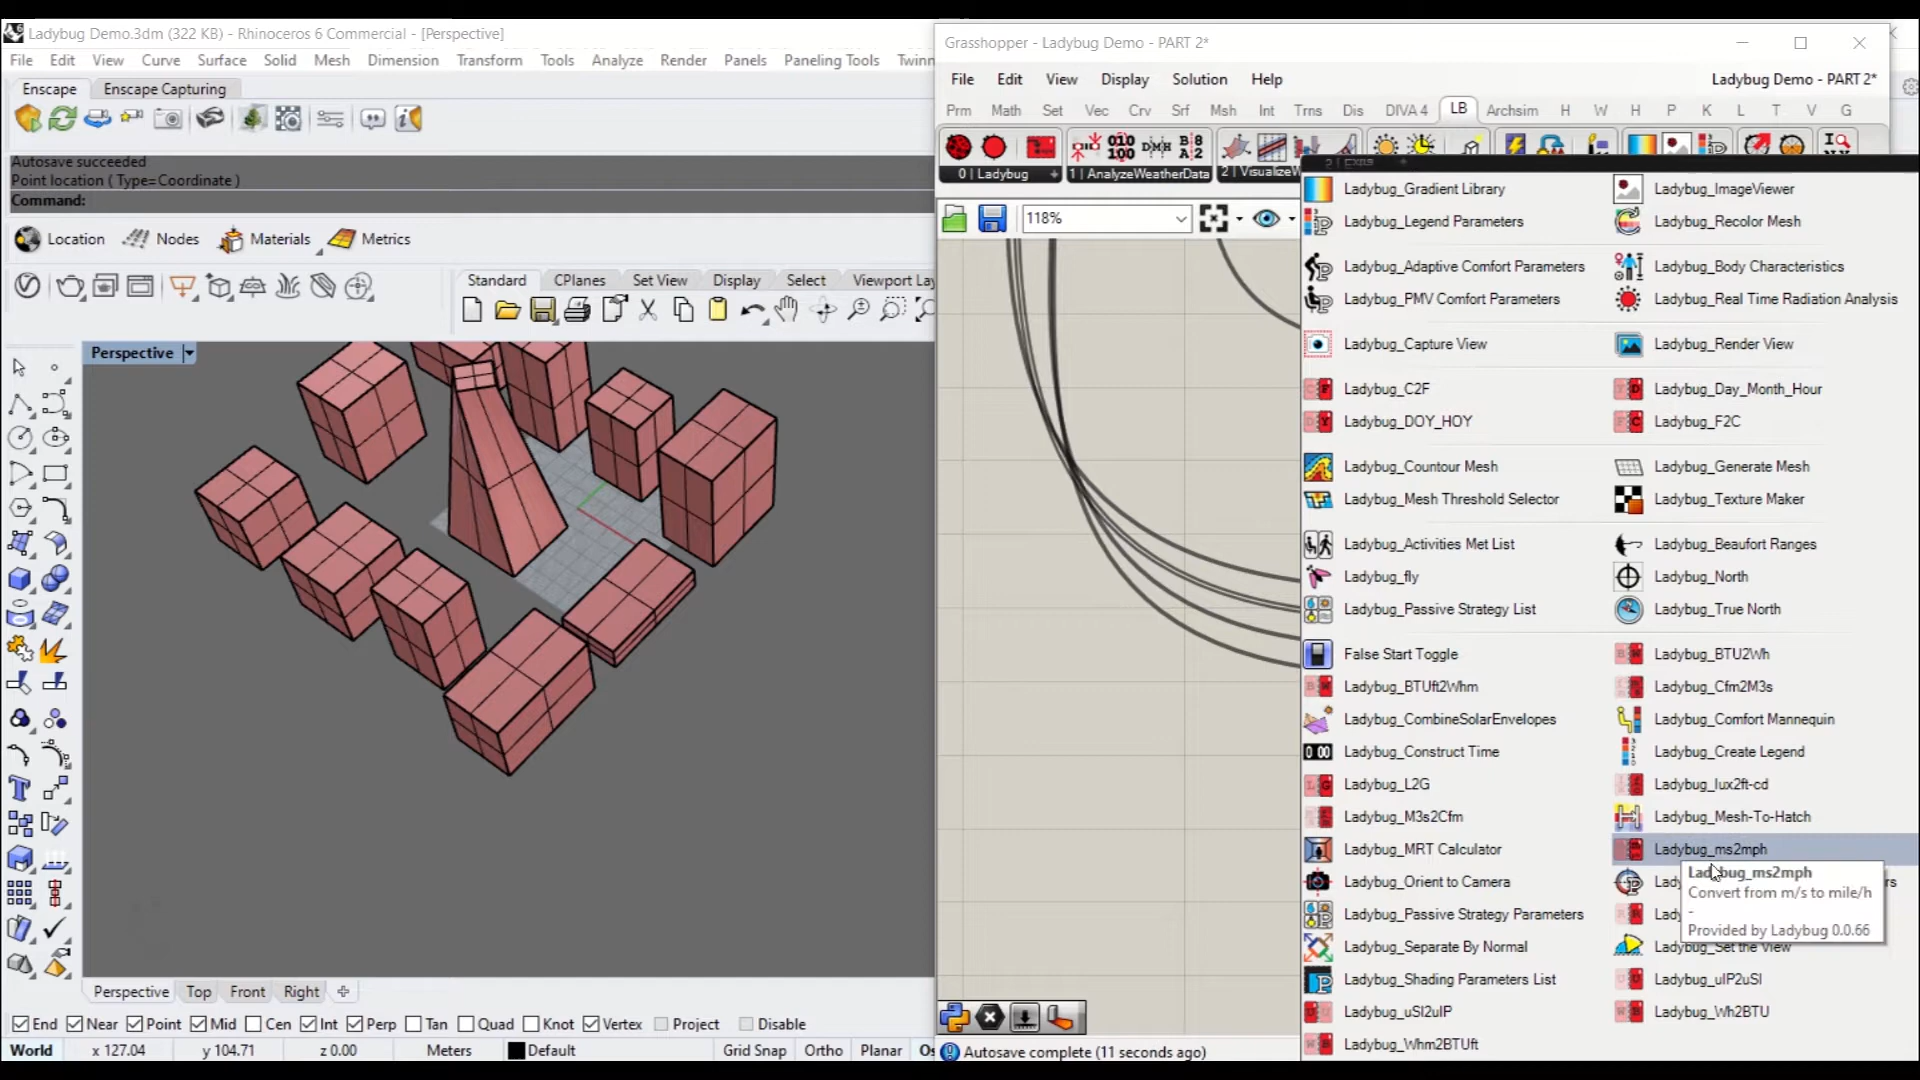 Ladybug Demo.3dm (322 KB) - Rhinoceros 6 Commercial - [Perspective]
File Edit View Curve Surface Solid Mesh Dimension Transform Tools Analyze Render Panels Paneling Tools
Enscape Enscape Capturing
Autosave succeeded
Point location ( Type=Coordinate )
Command:
Location Nodes Materials Metrics
Standard CPlanes Set View Display Select Viewport Lay
Perspective
Perspective Top Front Right
End Near Point Mid Cen Int Perp Tan Quad Knot Vertex Project Disable
World x 127.04 y 104.71 z 0.00 Meters Default Grid Snap Ortho Planar Os
Grasshopper - Ladybug Demo - PART 2*
File Edit View Display Solution Help Ladybug Demo - PART 2*
Prm Math Set Vec Crv Srf Msh Int Trns Dis DIVA 4 LB Archsim H W H P K L T V G
0 | Ladybug 1 | AnalyzeWeatherData 2 | VisualizeW
118%
Ladybug_Gradient Library Ladybug_ImageViewer
Ladybug_Legend Parameters Ladybug_Recolor Mesh
Ladybug_Adaptive Comfort Parameters Ladybug_Body Characteristics
Ladybug_PMV Comfort Parameters Ladybug_Real Time Radiation Analysis
Ladybug_Capture View Ladybug_Render View
Ladybug_C2F Ladybug_Day_Month_Hour
Ladybug_DOY_HOY Ladybug_F2C
Ladybug_Countour Mesh Ladybug_Generate Mesh
Ladybug_Mesh Threshold Selector Ladybug_Texture Maker
Ladybug_Activities Met List Ladybug_Beaufort Ranges
Ladybug_fly Ladybug_North
Ladybug_Passive Strategy List Ladybug_True North
False Start Toggle Ladybug_BTU2Wh
Ladybug_BTUft2Whm Ladybug_Cfm2M3s
Ladybug_CombineSolarEnvelopes Ladybug_Comfort Mannequin
Ladybug_Construct Time Ladybug_Create Legend
Ladybug_L2G Ladybug_lux2ft-cd
Ladybug_M3s2Cfm Ladybug_Mesh-To-Hatch
Ladybug_MRT Calculator Ladybug_ms2mph
Ladybug_Orient to Camera
Ladybug_Passive Strategy Parameters
Ladybug_Separate By Normal Ladybug_Set the View
Ladybug_Shading Parameters List Ladybug_uIP2uSI
Ladybug_uSI2uIP Ladybug_Wh2BTU
Ladybug_Whm2BTUft
Ladybug_ms2mph
Convert from m/s to mile/h
-
Provided by Ladybug 0.0.66
Autosave complete (11 seconds ago)